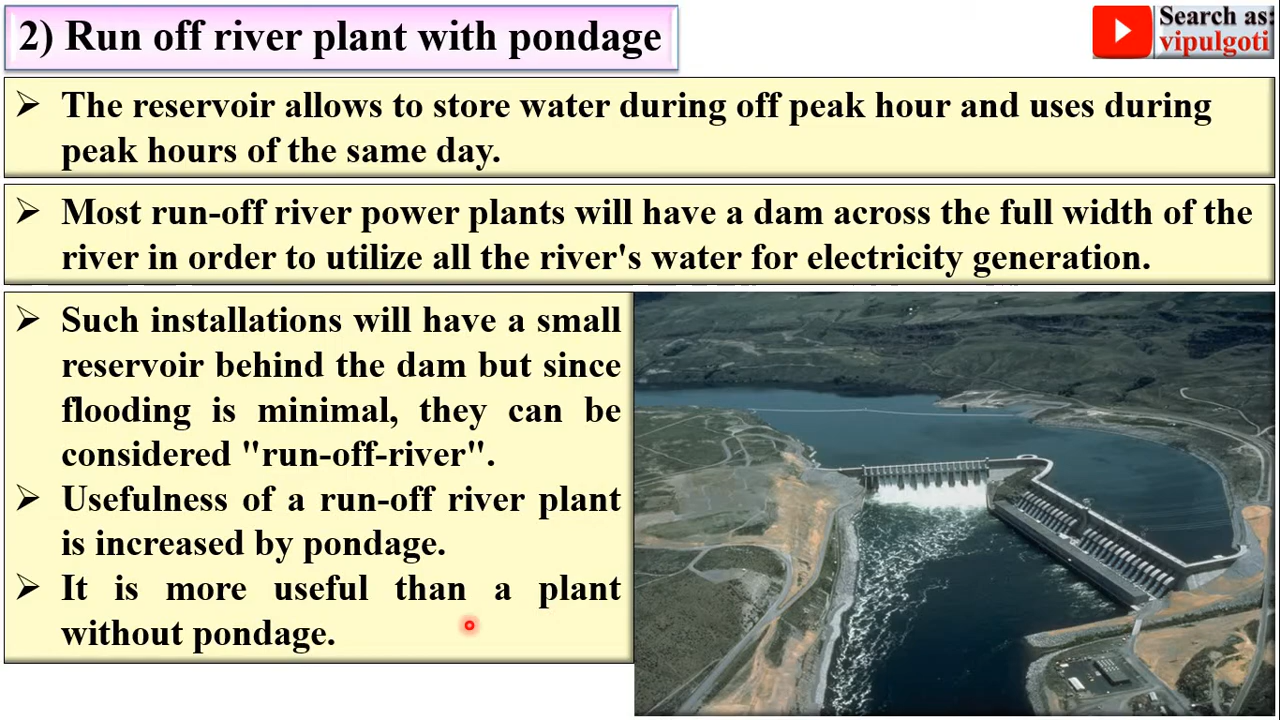 2) Run off river plant with pondage
Search as:
vipulgoti
➢ The reservoir allows to store water during off peak hour and uses during
peak hours of the same day.
➢ Most run-off river power plants will have a dam across the full width of the
river in order to utilize all the river's water for electricity generation.
➢ Such installations will have a small
reservoir behind the dam but since
flooding is minimal, they can be
considered "run-off-river".
➢ Usefulness of a run-off river plant
is increased by pondage.
➢ It is more useful than a plant
without pondage.